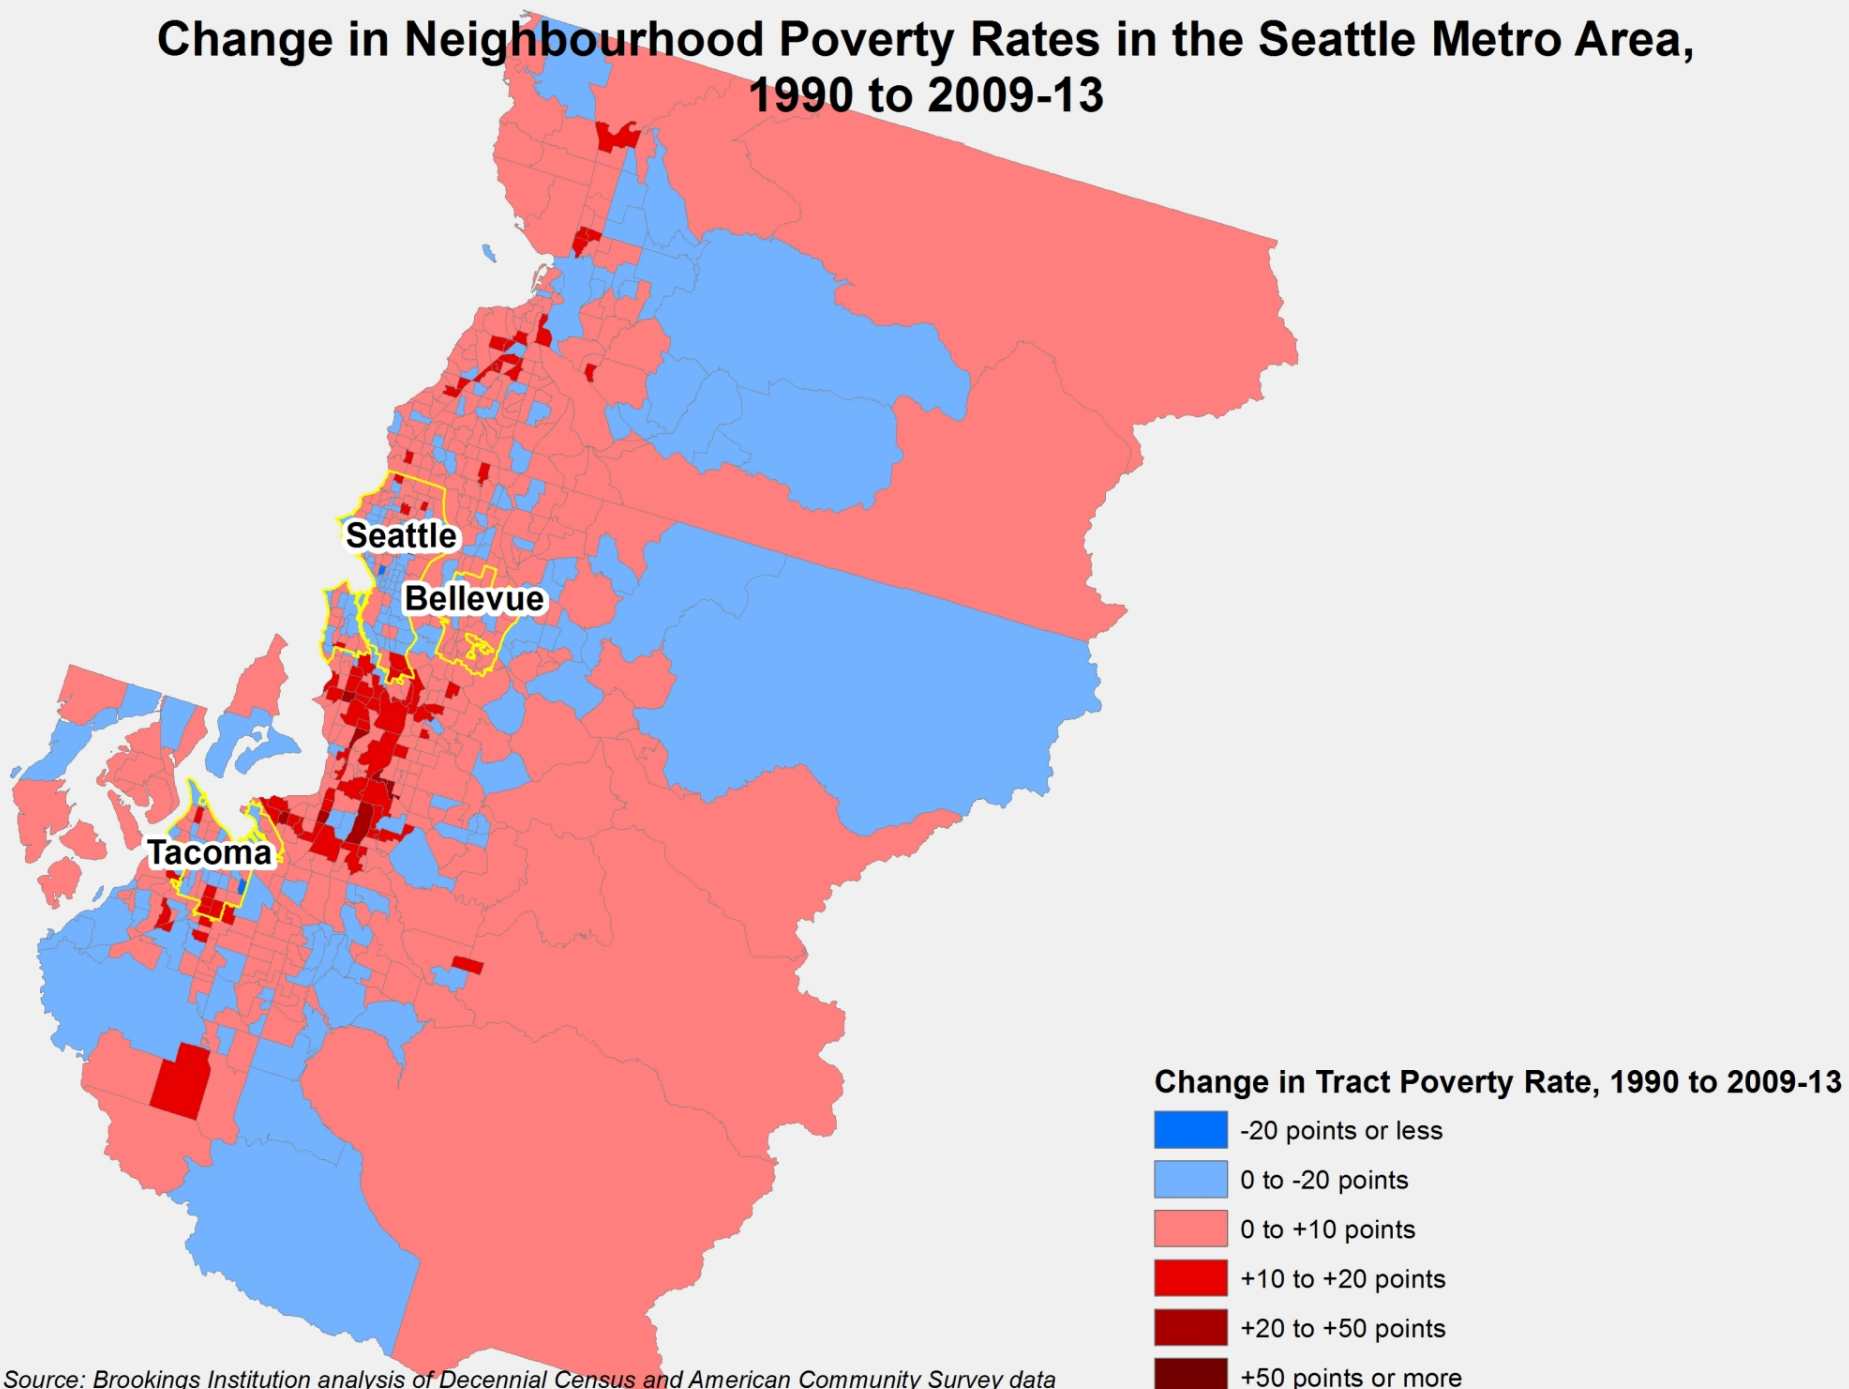 Change in Neighbourhood Poverty Rates in the Seattle Metro Area,
1990 to 2009-13
Seattle
Bellevue
Tacoma
Change in Tract Poverty Rate, 1990 to 2009-13
-20 points or less
0 to -20 points
0 to +10 points
+10 to +20 points
+20 to +50 points
+50 points or more
Source: Brookings Institution analysis of Decennial Census and American Community Survey data